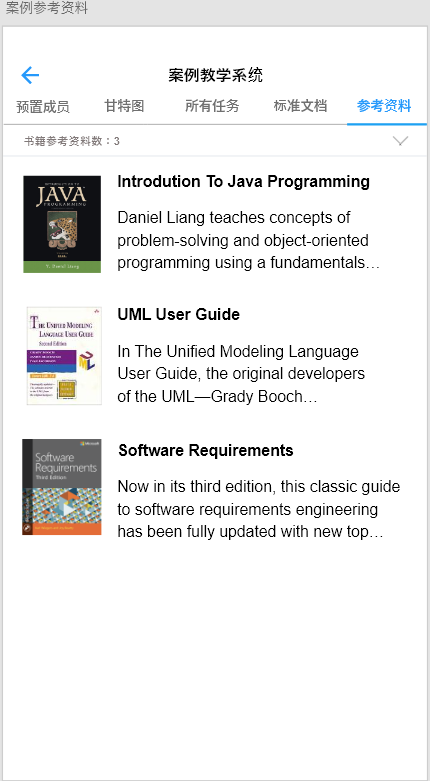 案例参考资料
案例教学系统
预置成员 甘特图 所有任务 标准文档 参考资料
书籍参考资料数：3
Introdution To Java Programming
JAVA
PROGRAMMING
Daniel Liang teaches concepts of
problem-solving and object-oriented
programming using a fundamentals…
Y. Daniel Liang
UML User Guide
THE UNIFIED MODELING
LANGUAGE USER GUIDE
Second Edition
In The Unified Modeling Language
User Guide, the original developers
of the UML—Grady Booch…
Software Requirements
Microsoft
Software
Requirements
Third Edition
Now in its third edition, this classic guide
to software requirements engineering
has been fully updated with new top…